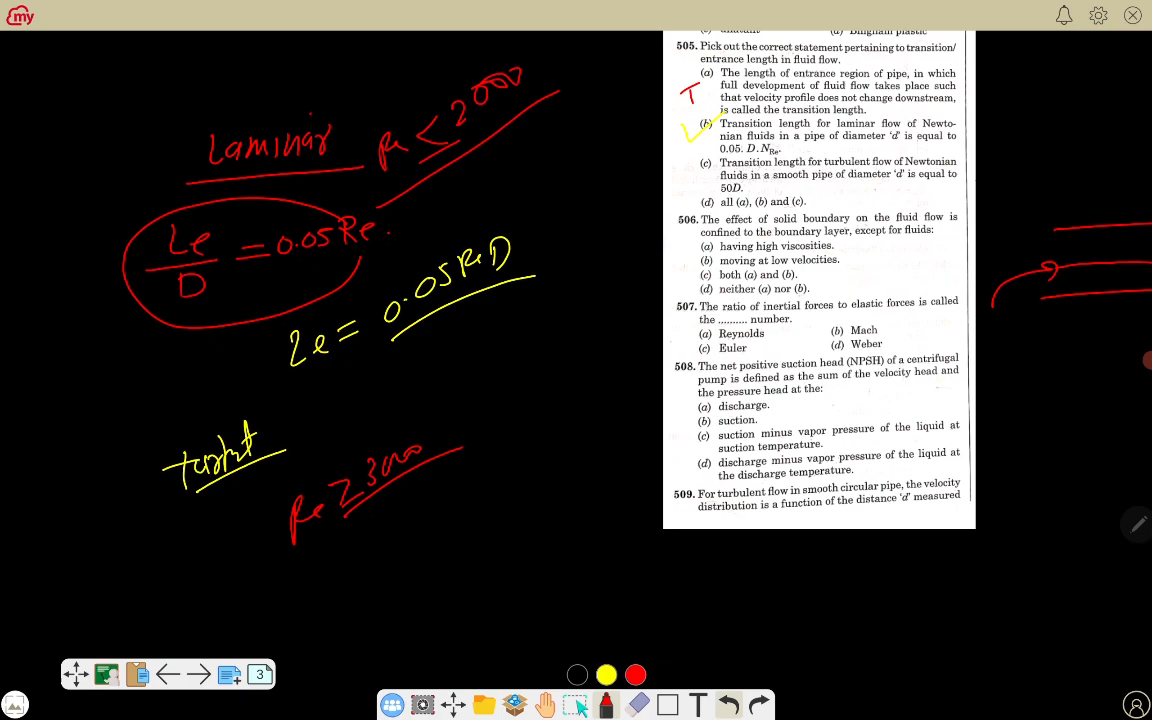 my
Laminar
Re < 2000
Le/D = 0.05Re.
Le = 0.05 Re D
Re ≥ 3000
505. Pick out the correct statement pertaining to transition/
entrance length in fluid flow.
(a) The length of entrance region of pipe, in which
full development of fluid flow takes place such
that velocity profile does not change downstream,
is called the transition length.
T
(b) Transition length for laminar flow of Newto-
nian fluids in a pipe of diameter 'd' is equal to
0.05. D.NRe.
(c) Transition length for turbulent flow of Newtonian
fluids in a smooth pipe of diameter 'd' is equal to
50D.
(d) all (a), (b) and (c).
506. The effect of solid boundary on the fluid flow is
confined to the boundary layer, except for fluids:
(a) having high viscosities.
(b) moving at low velocities.
(c) both (a) and (b).
(d) neither (a) nor (b).
507. The ratio of inertial forces to elastic forces is called
the .......... number.
(a) Reynolds (b) Mach
(c) Euler (d) Weber
508. The net positive suction head (NPSH) of a centrifugal
pump is defined as the sum of the velocity head and
the pressure head at the:
(a) discharge.
(b) suction.
(c) suction minus vapor pressure of the liquid at
suction temperature.
(d) discharge minus vapor pressure of the liquid at
the discharge temperature.
509. For turbulent flow in smooth circular pipe, the velocity
distribution is a function of the distance 'd' measured
3
T